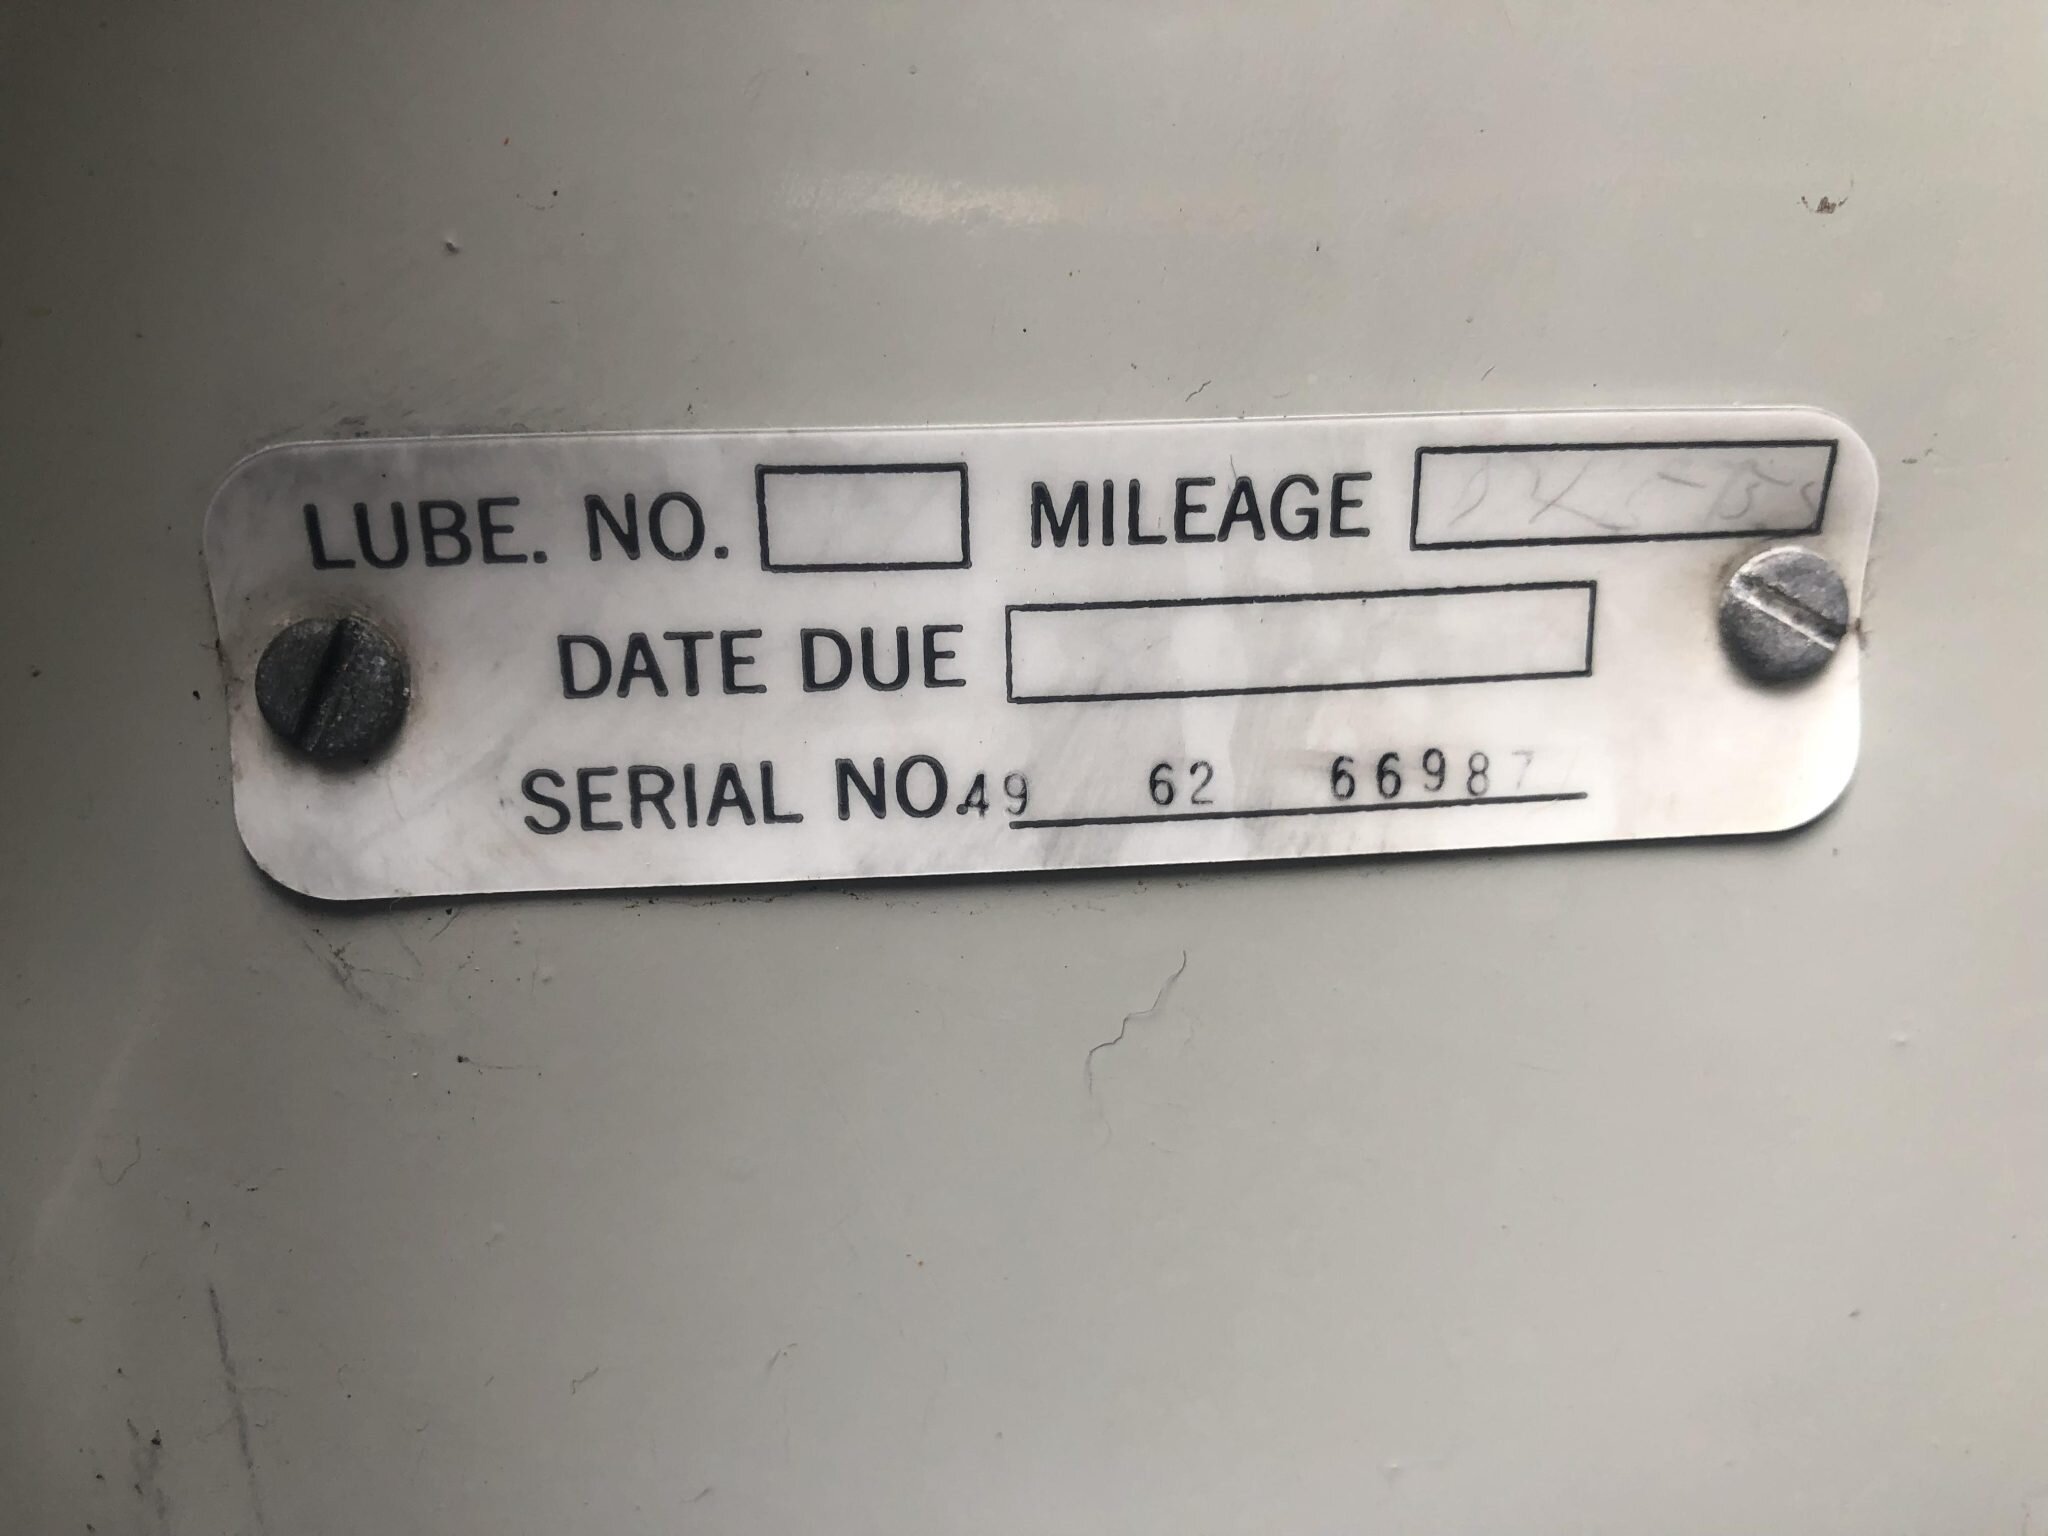 LUBE. NO. MILEAGE
DATE DUE
SERIAL NO. 49 62 66987